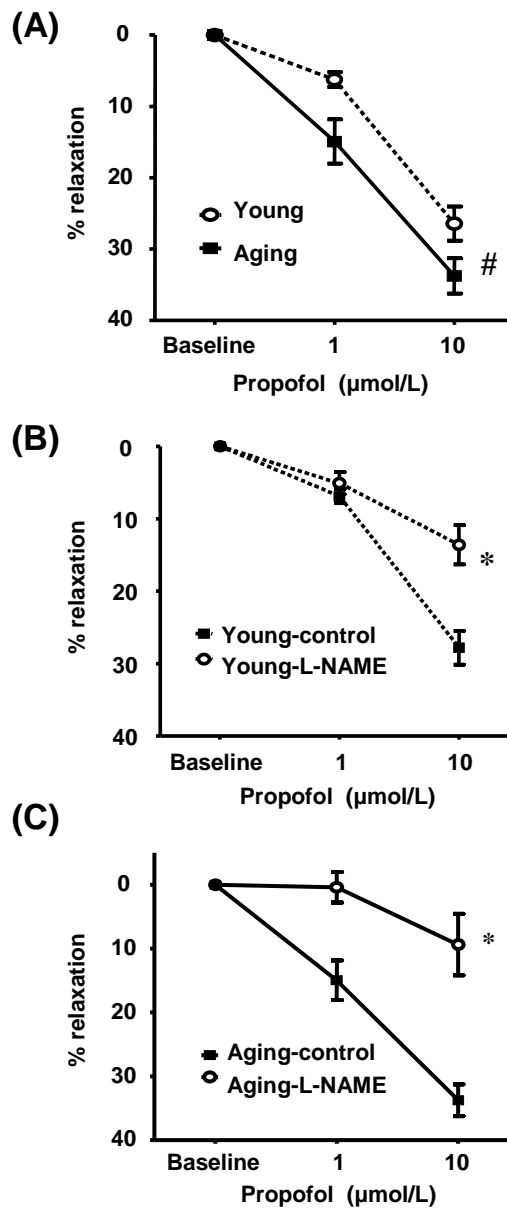 (A)
0
10
20
30
40
% relaxation
Young
Aging
#
Baseline 1 10
Propofol (µmol/L)
(B)
0
10
20
30
40
% relaxation
*
Young-control
Young-L-NAME
Baseline 1 10
Propofol (µmol/L)
(C)
0
10
20
30
40
% relaxation
*
Aging-control
Aging-L-NAME
Baseline 1 10
Propofol (µmol/L)